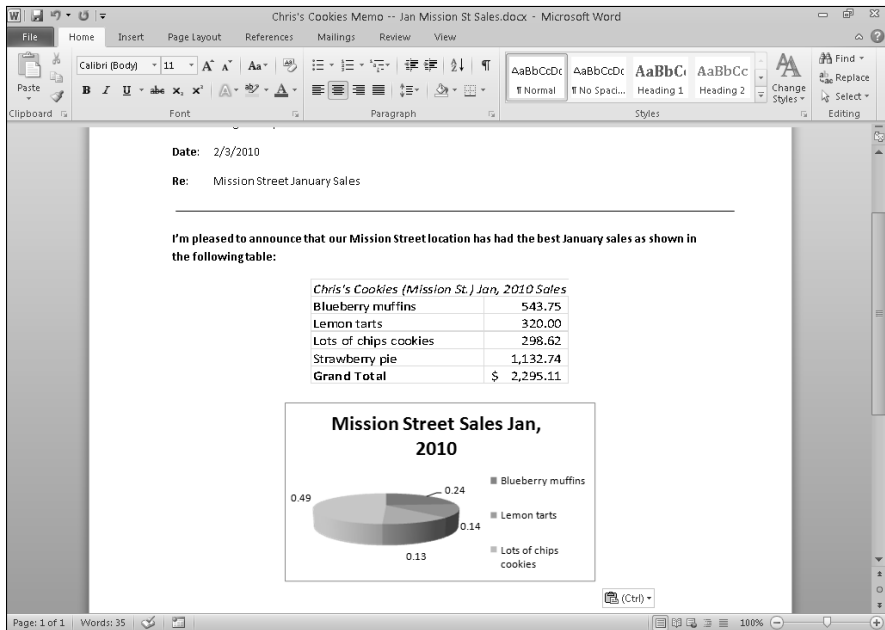 Chris's Cookies Memo -- Jan Mission St Sales.docx - Microsoft Word
File Home Insert Page Layout References Mailings Review View
Calibri (Body) 11 A A Aa
Paste
B I U abe x, x² A ab A
¶
AaBbCcDc AaBbCcDc AaBbCc AaBbCc
¶ Normal ¶ No Spaci... Heading 1 Heading 2
Change
Styles
Find
Replace
Select
Clipboard Font Paragraph Styles Editing
Date: 2/3/2010
Re: Mission Street January Sales
I'm pleased to announce that our Mission Street location has had the best January sales as shown in
the following table:
Chris's Cookies (Mission St.) Jan, 2010 Sales
Blueberry muffins 543.75
Lemon tarts 320.00
Lots of chips cookies 298.62
Strawberry pie 1,132.74
Grand Total $ 2,295.11
Mission Street Sales Jan,
2010
0.49
0.24
0.14
0.13
Blueberry muffins
Lemon tarts
Lots of chips
cookies
(Ctrl)
Page: 1 of 1 Words: 35 100%